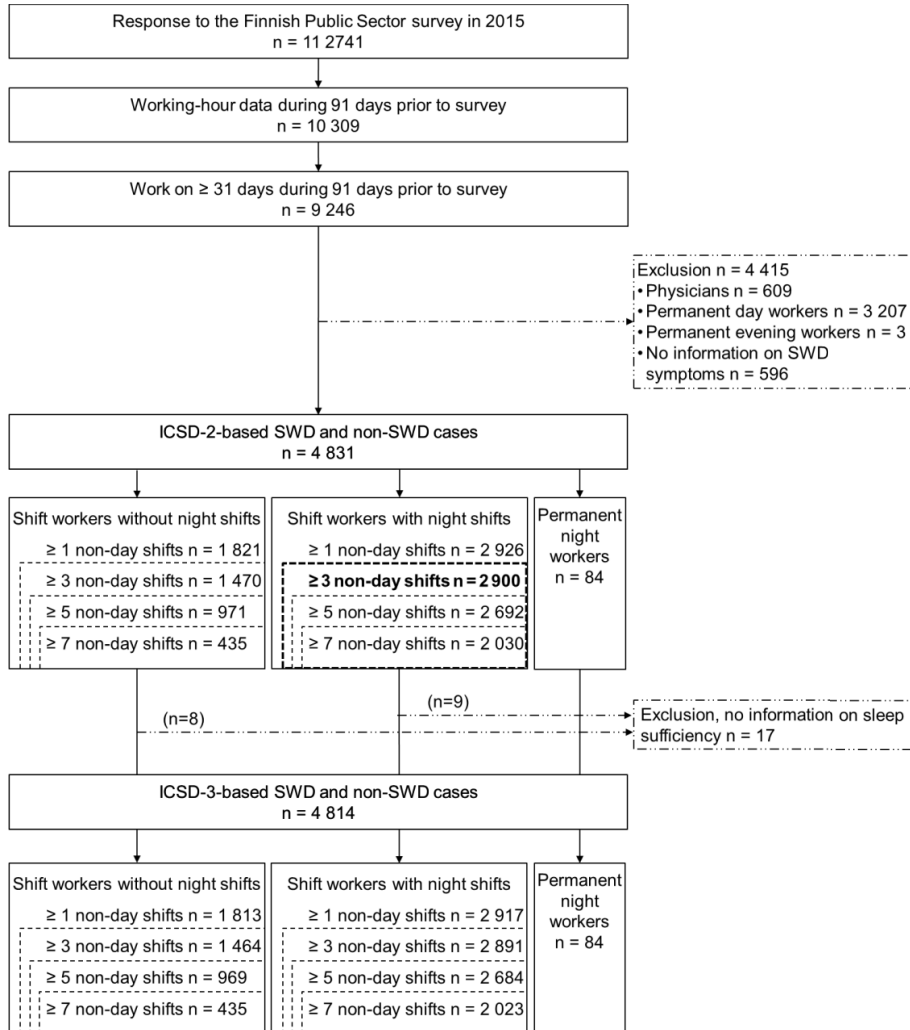 Response to the Finnish Public Sector survey in 2015
n = 11 2741
Working-hour data during 91 days prior to survey
n = 10 309
Work on ≥ 31 days during 91 days prior to survey
n = 9 246
Exclusion n = 4 415
• Physicians n = 609
• Permanent day workers n = 3 207
• Permanent evening workers n = 3
• No information on SWD
symptoms n = 596
ICSD-2-based SWD and non-SWD cases
n = 4 831
Shift workers without night shifts
≥ 1 non-day shifts n = 1 821
≥ 3 non-day shifts n = 1 470
≥ 5 non-day shifts n = 971
≥ 7 non-day shifts n = 435
Shift workers with night shifts
≥ 1 non-day shifts n = 2 926
≥ 3 non-day shifts n = 2 900
≥ 5 non-day shifts n = 2 692
≥ 7 non-day shifts n = 2 030
Permanent
night
workers
n = 84
(n=8)
(n=9)
Exclusion, no information on sleep
sufficiency n = 17
ICSD-3-based SWD and non-SWD cases
n = 4 814
Shift workers without night shifts
≥ 1 non-day shifts n = 1 813
≥ 3 non-day shifts n = 1 464
≥ 5 non-day shifts n = 969
≥ 7 non-day shifts n = 435
Shift workers with night shifts
≥ 1 non-day shifts n = 2 917
≥ 3 non-day shifts n = 2 891
≥ 5 non-day shifts n = 2 684
≥ 7 non-day shifts n = 2 023
Permanent
night
workers
n = 84